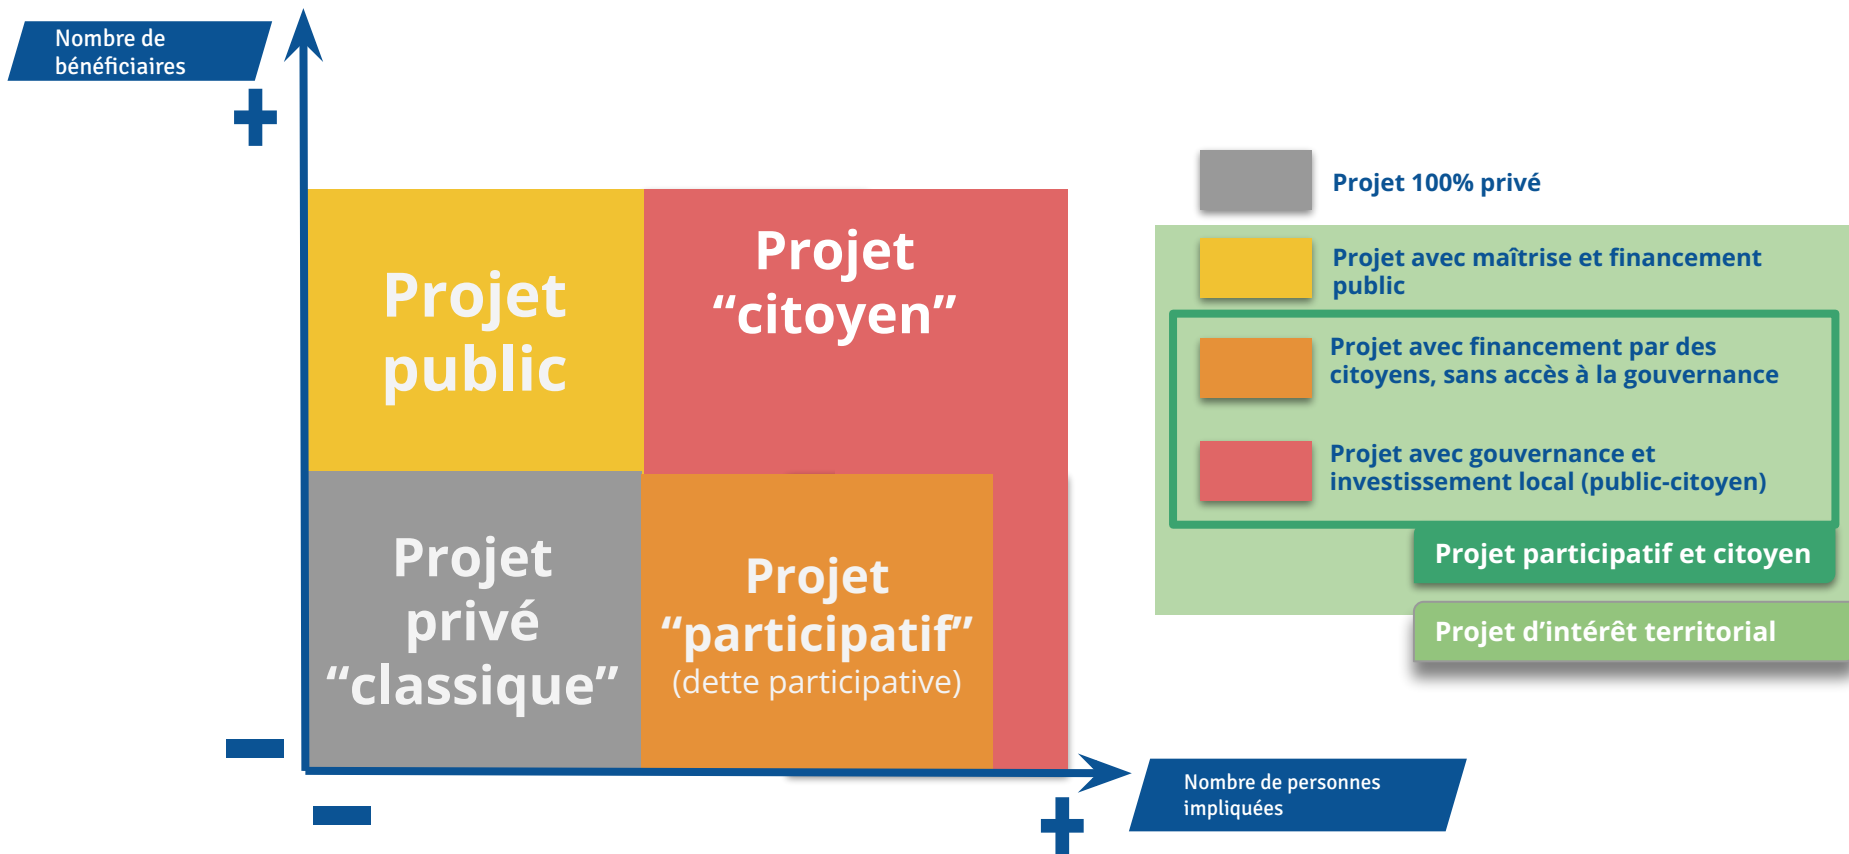 Nombre de
bénéficiaires
Projet
public
Projet
“citoyen”
Projet
privé
“classique”
Projet
“participatif”
(dette participative)
Nombre de personnes
impliquées
Projet 100% privé
Projet avec maîtrise et financement
public
Projet avec financement par des
citoyens, sans accès à la gouvernance
Projet avec gouvernance et
investissement local (public-citoyen)
Projet participatif et citoyen
Projet d’intérêt territorial